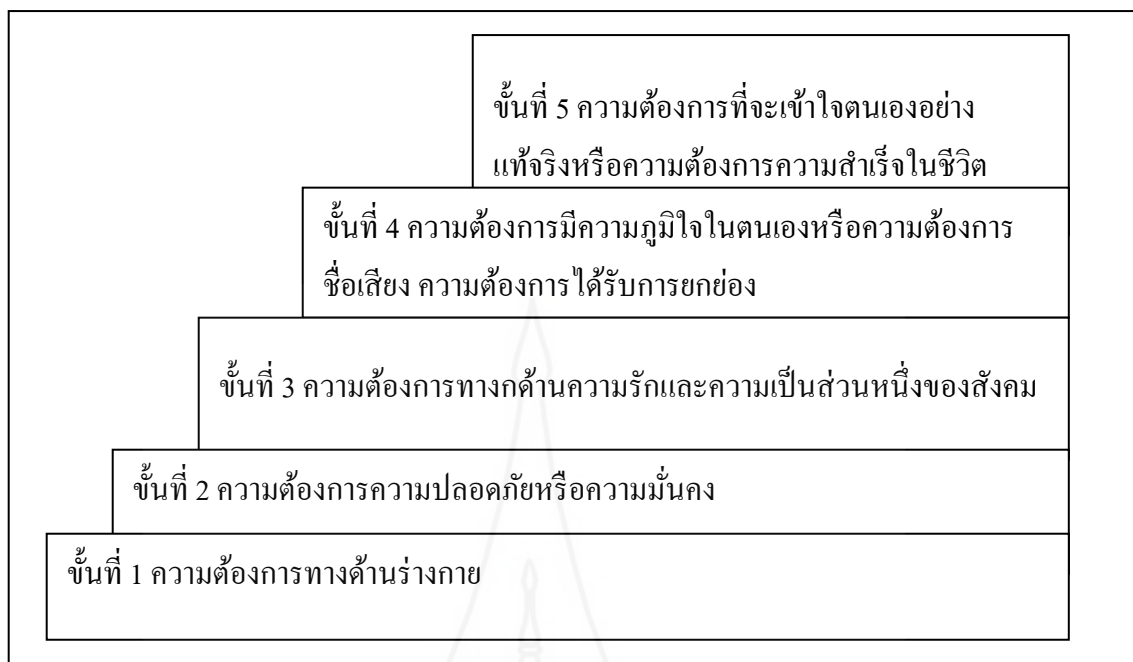 ขั้นที่ 5 ความต้องการที่จะเข้าใจตนเองอย่าง
แท้จริงหรือความต้องการความสำเร็จในชีวิต
ขั้นที่ 4 ความต้องการมีความภูมิใจในตนเองหรือความต้องการ
ชื่อเสียง ความต้องการได้รับการยกย่อง
ขั้นที่ 3 ความต้องการทางกด้านความรักและความเป็นส่วนหนึ่งของสังคม
ขั้นที่ 2 ความต้องการความปลอดภัยหรือความมั่นคง
ขั้นที่ 1 ความต้องการทางด้านร่างกาย